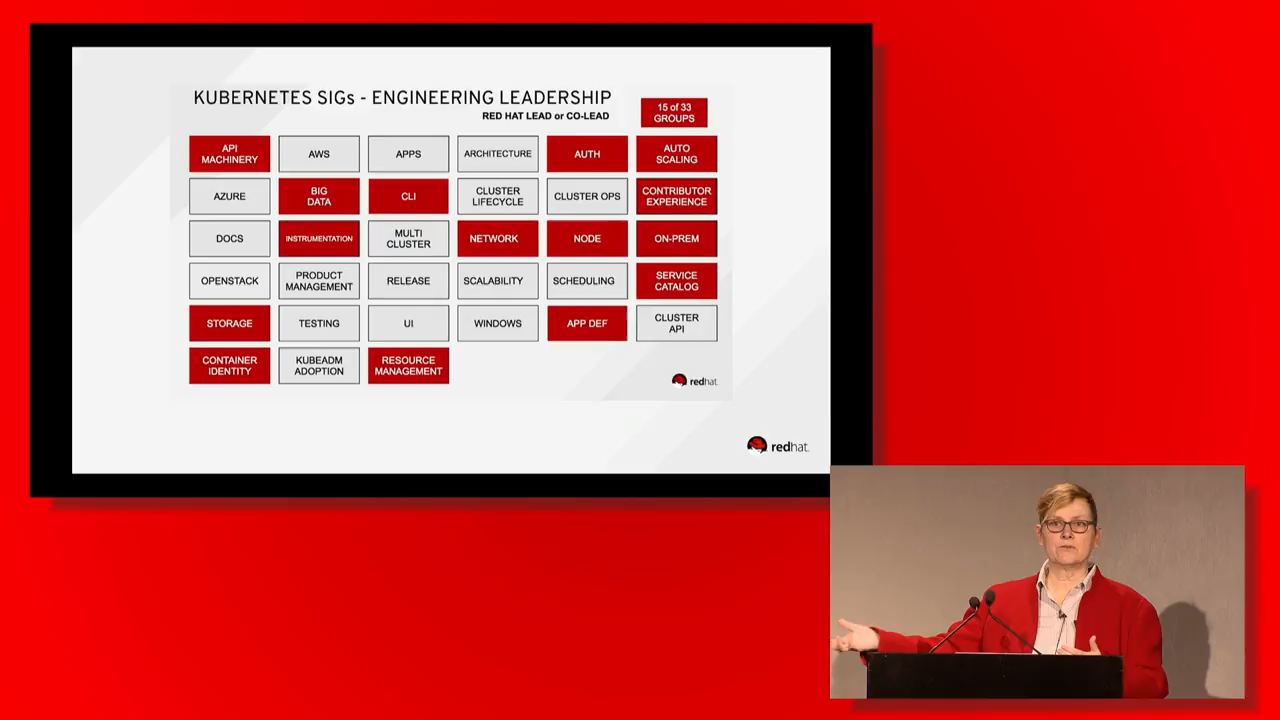 KUBERNETES SIGs - ENGINEERING LEADERSHIP
RED HAT LEAD or CO-LEAD
15 of 33
GROUPS
API
MACHINERY
AWS
APPS
ARCHITECTURE
AUTH
AUTO
SCALING
AZURE
BIG
DATA
CLI
CLUSTER
LIFECYCLE
CLUSTER OPS
CONTRIBUTOR
EXPERIENCE
DOCS
INSTRUMENTATION
MULTI
CLUSTER
NETWORK
NODE
ON-PREM
OPENSTACK
PRODUCT
MANAGEMENT
RELEASE
SCALABILITY
SCHEDULING
SERVICE
CATALOG
STORAGE
TESTING
UI
WINDOWS
APP DEF
CLUSTER
API
CONTAINER
IDENTITY
KUBEADM
ADOPTION
RESOURCE
MANAGEMENT
redhat.
redhat.